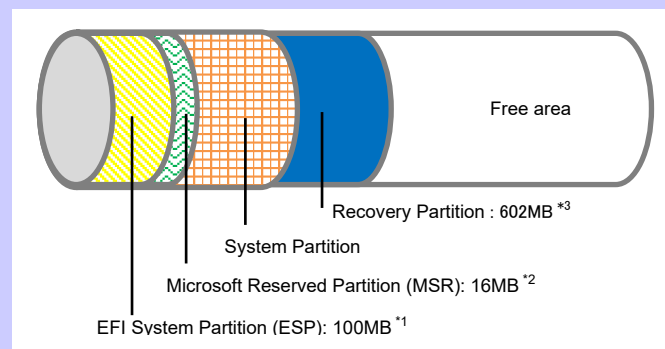 Free area
Recovery Partition : 602MB *3
System Partition
Microsoft Reserved Partition (MSR): 16MB *2
EFI System Partition (ESP): 100MB *1